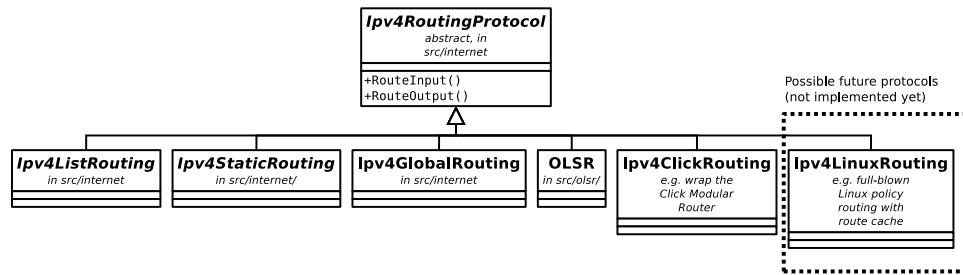 Ipv4RoutingProtocol
abstract, in
src/internet
+RouteInput()
+RouteOutput()
Possible future protocols
(not implemented yet)
Ipv4ListRouting
in src/internet
Ipv4StaticRouting
in src/internet/
Ipv4GlobalRouting
in src/internet
OLSR
in src/olsr/
Ipv4ClickRouting
e.g. wrap the
Click Modular
Router
Ipv4LinuxRouting
e.g. full-blown
Linux policy
routing with
route cache